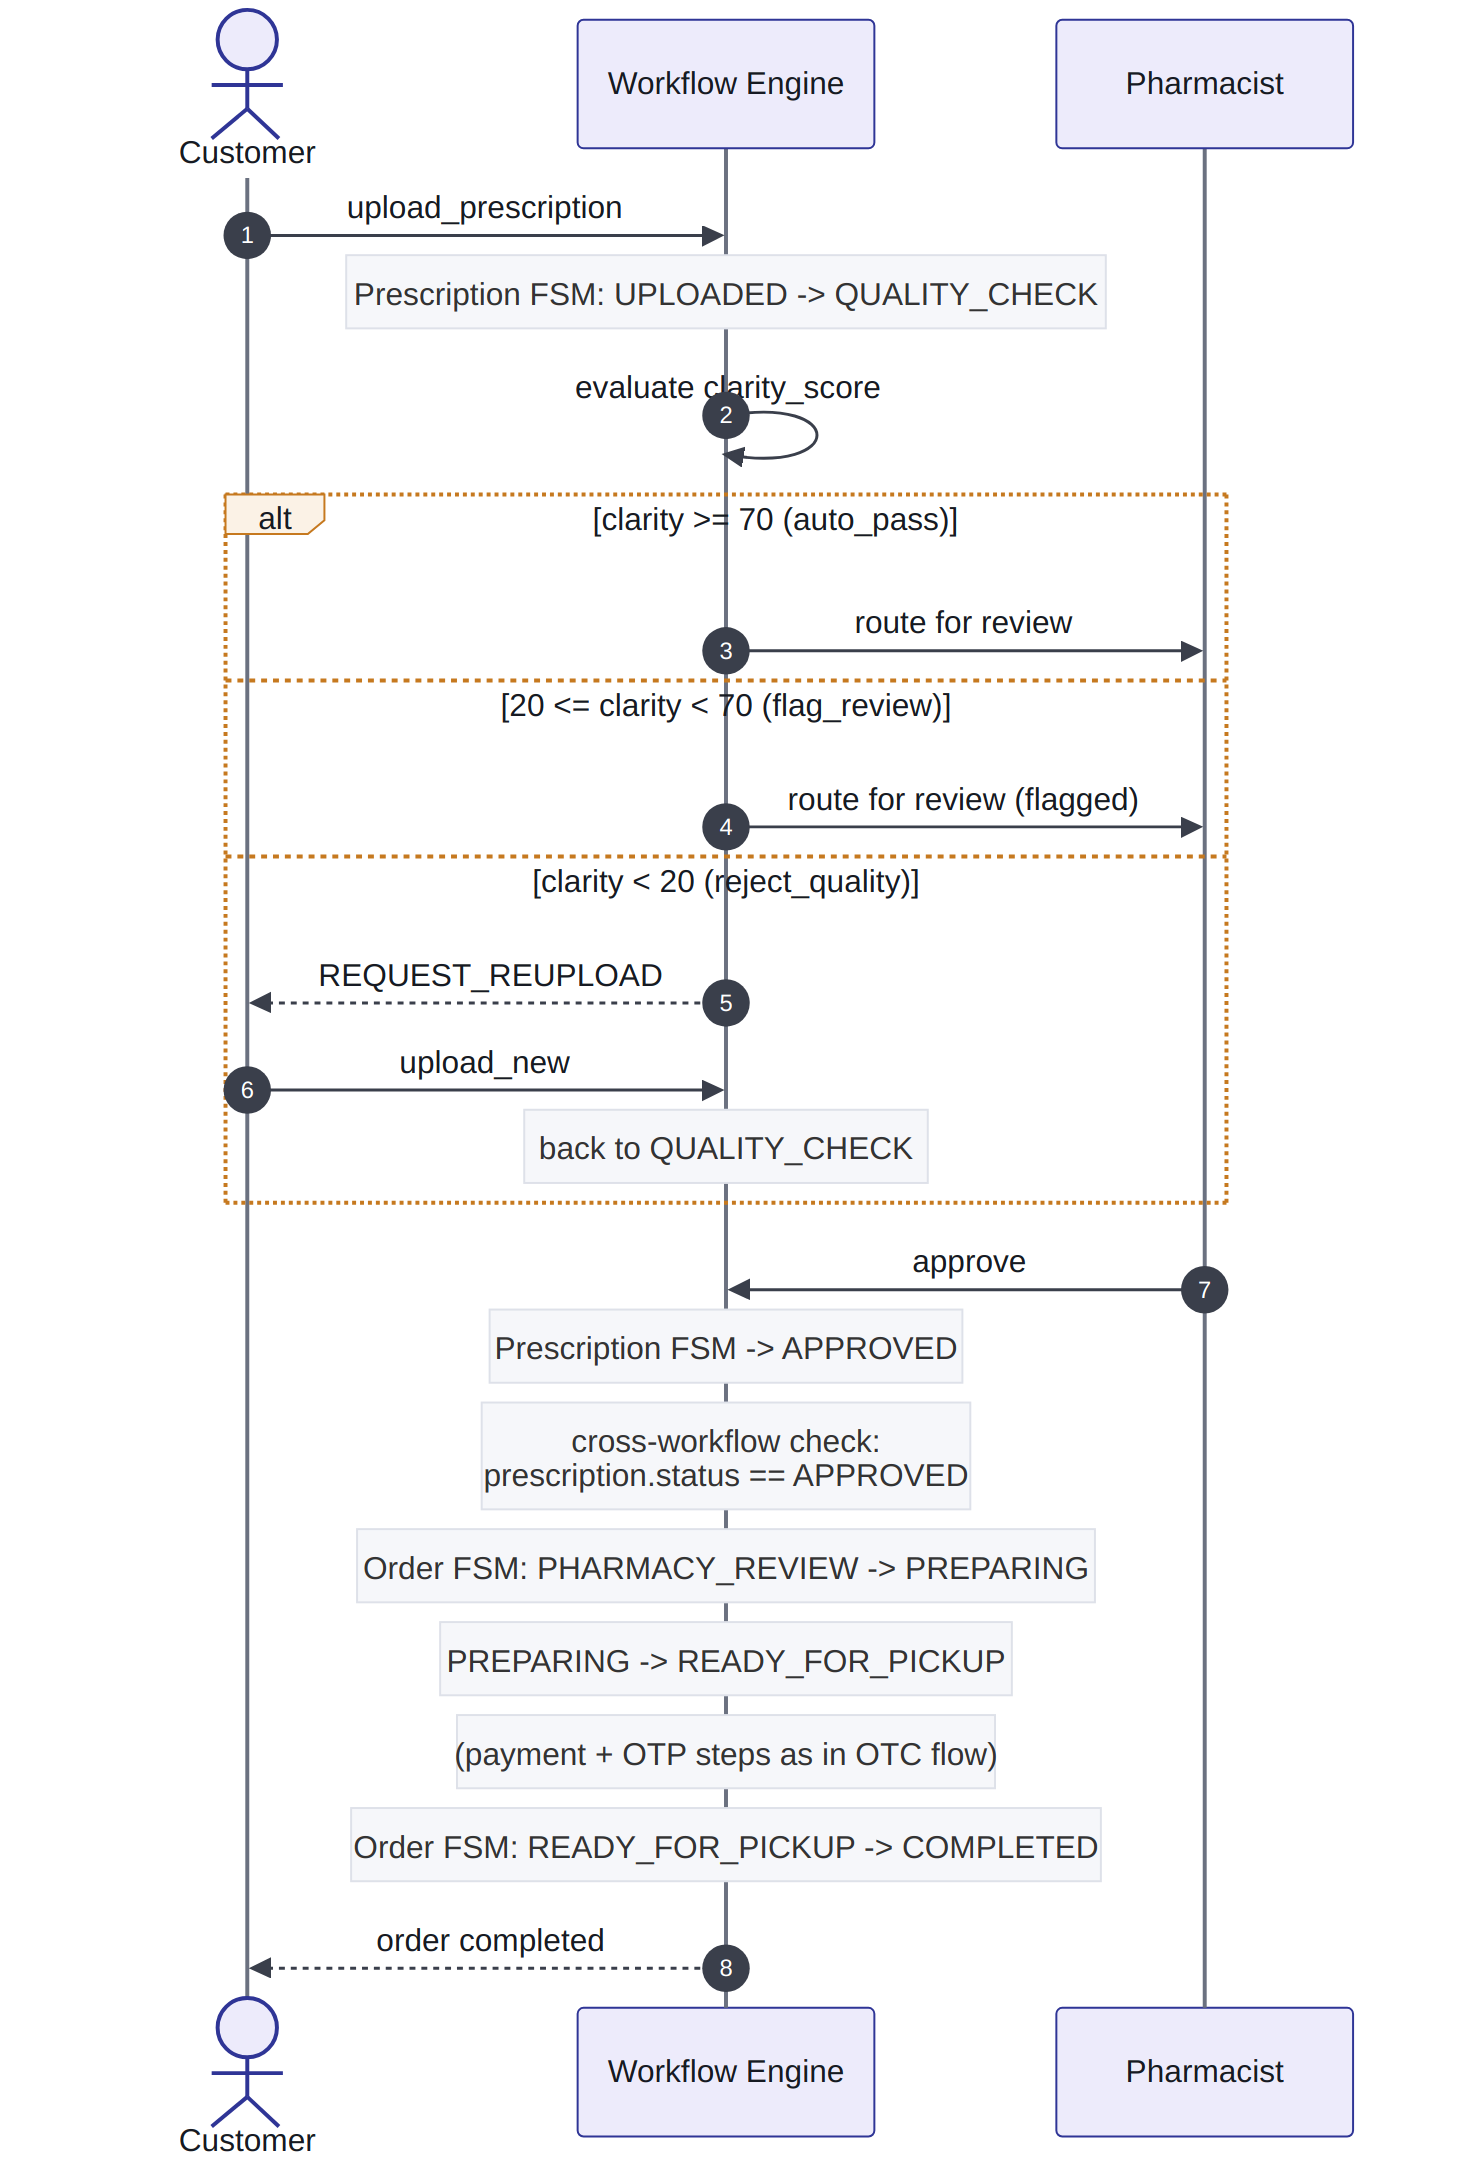 Customer
Workflow Engine
Pharmacist
upload_prescription
1
Prescription FSM: UPLOADED -> QUALITY_CHECK
evaluate clarity_score
2
alt
[clarity >= 70 (auto_pass)]
route for review
3
[20 <= clarity < 70 (flag_review)]
route for review (flagged)
4
[clarity < 20 (reject_quality)]
REQUEST_REUPLOAD
5
upload_new
6
back to QUALITY_CHECK
approve
7
Prescription FSM -> APPROVED
cross-workflow check:
prescription.status == APPROVED
Order FSM: PHARMACY_REVIEW -> PREPARING
PREPARING -> READY_FOR_PICKUP
(payment + OTP steps as in OTC flow)
Order FSM: READY_FOR_PICKUP -> COMPLETED
order completed
8
Customer
Workflow Engine
Pharmacist